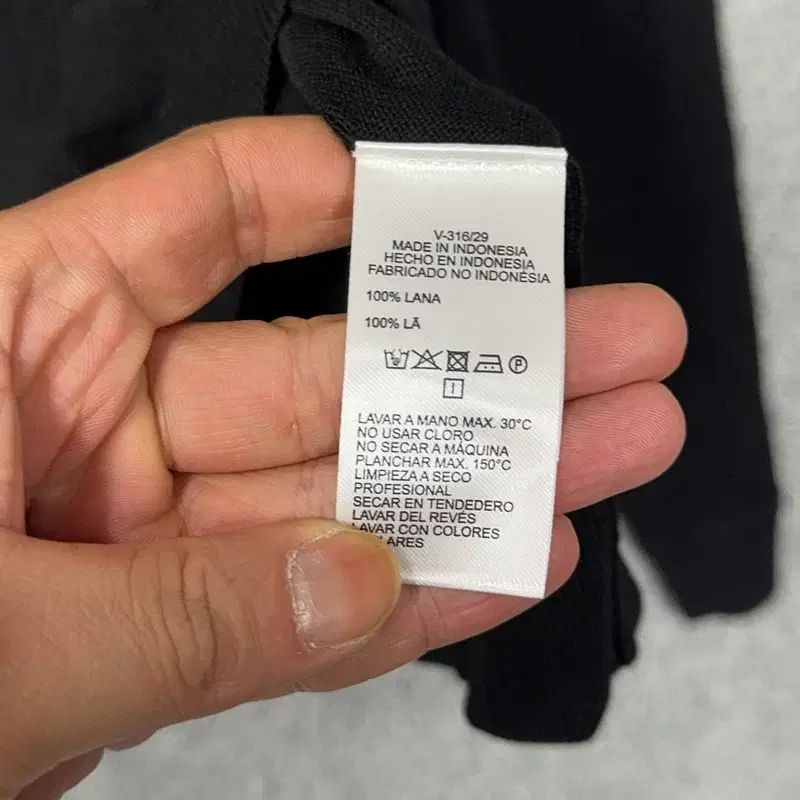 V-316/29
MADE IN INDONESIA
HECHO EN INDONESIA
FABRICADO NO INDONÉSIA
100% LANA
100% LÃ
P
LAVAR A MANO MAX. 30°C
NO USAR CLORO
NO SECAR A MÁQUINA
PLANCHAR MAX. 150°C
LIMPIEZA A SECO
PROFESIONAL
SECAR EN TENDEDERO
LAVAR DEL REVÉS
LAVAR CON COLORES